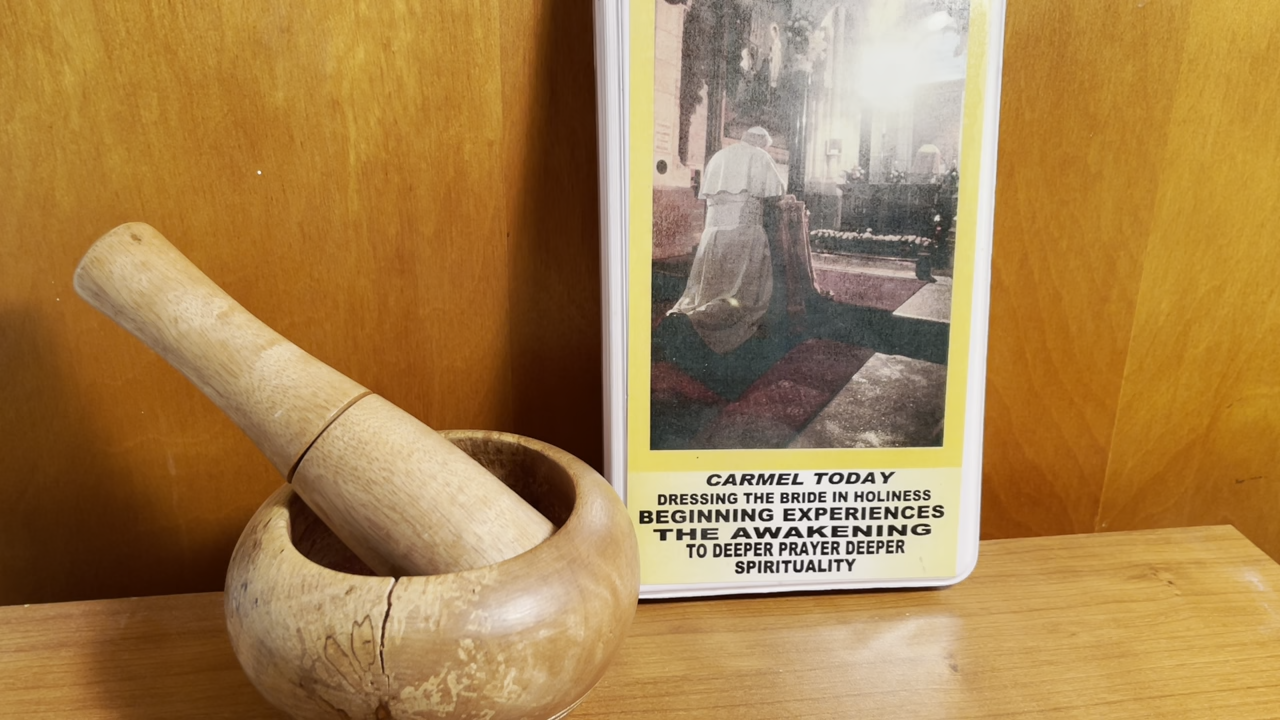 CARMEL TODAY
DRESSING THE BRIDE IN HOLINESS
BEGINNING EXPERIENCES
THE AWAKENING
TO DEEPER PRAYER DEEPER
SPIRITUALITY